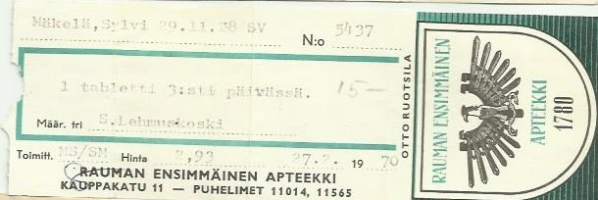 Mäkelä, Sylvi 29.11.28 SV
N:o 5437
1 tabletti 3:sti päivässä. 15—
Määr. tri S.Lehmuskoski
Toimitt. MS/SM Hinta 2,93 27.2. 19 70
RAUMAN ENSIMMÄINEN APTEEKKI
KAUPPAKATU 11 — PUHELIMET 11014, 11565
OTTO RUOTSILA
RAUMAN ENSIMMÄINEN
APTEEKKI
1780